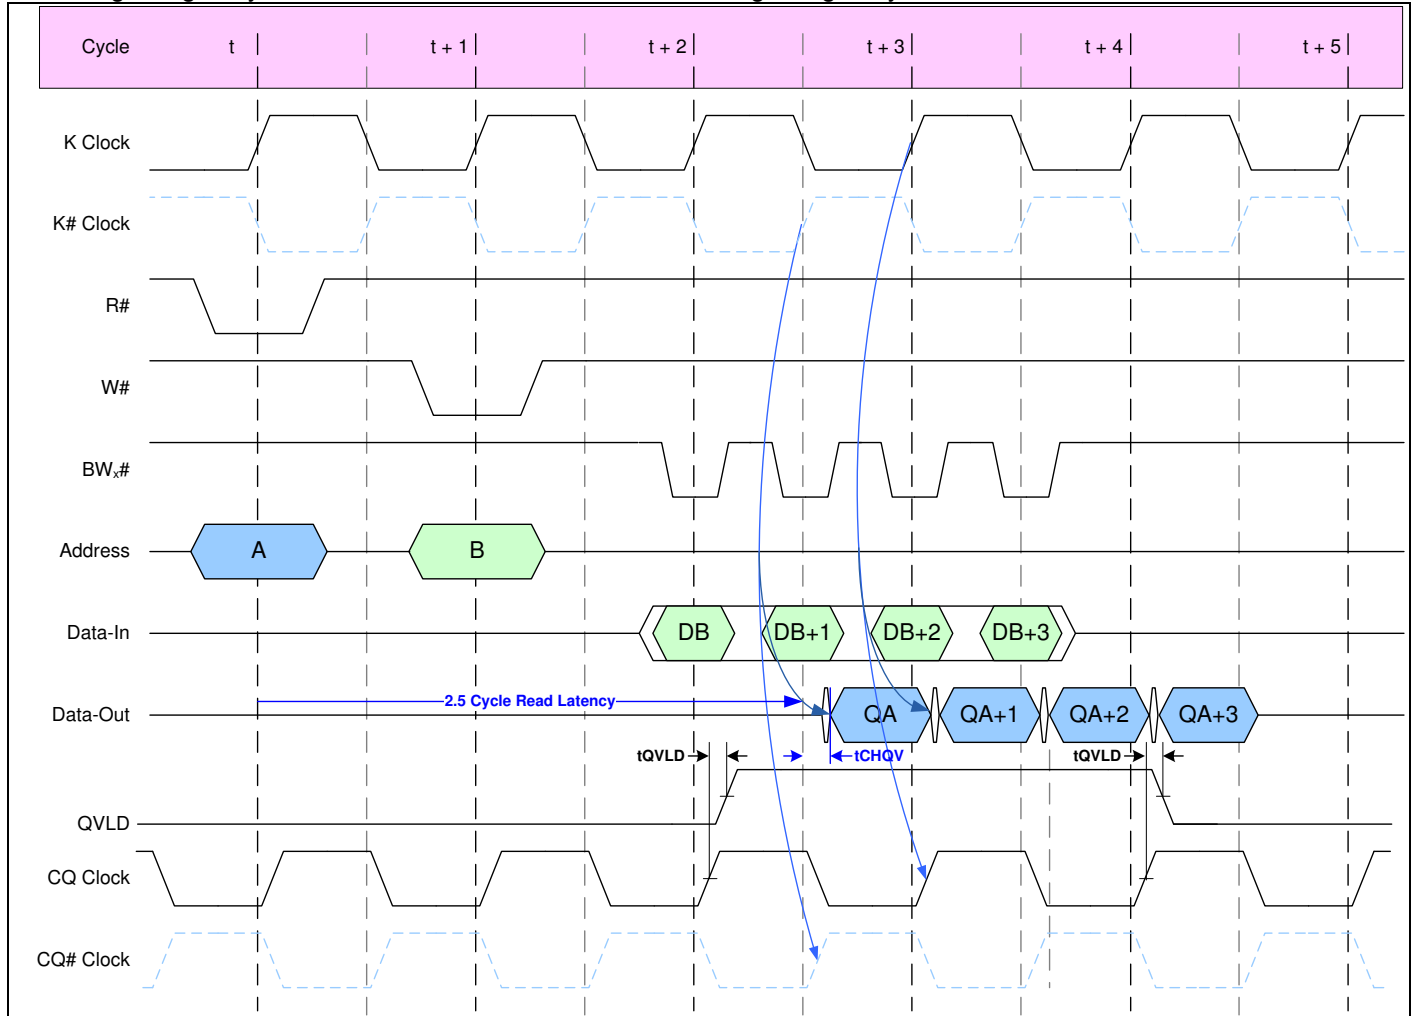 Cycle t t + 1 t + 2 t + 3 t + 4 t + 5
K Clock
K# Clock
R#
W#
BWₓ#
Address A B
Data-In DB DB+1 DB+2 DB+3
2.5 Cycle Read Latency
Data-Out QA QA+1 QA+2 QA+3
tQVLD tCHQV tQVLD
QVLD
CQ Clock
CQ# Clock